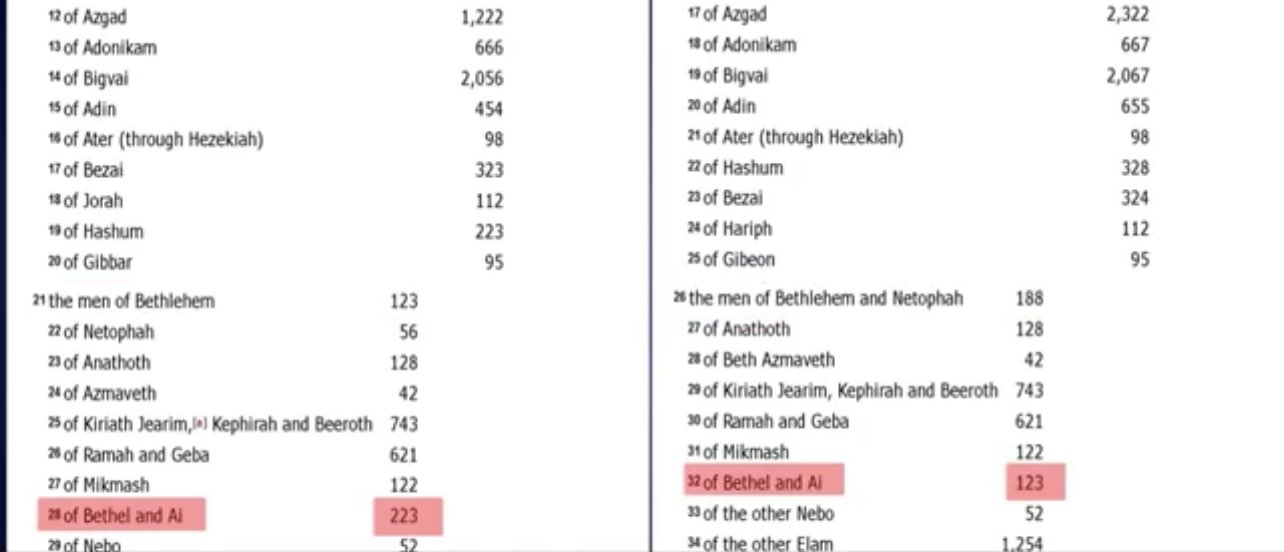 12 of Azgad 1,222
13 of Adonikam 666
14 of Bigvai 2,056
15 of Adin 454
16 of Ater (through Hezekiah) 98
17 of Bezai 323
18 of Jorah 112
19 of Hashum 223
20 of Gibbar 95
21 the men of Bethlehem 123
22 of Netophah 56
23 of Anathoth 128
24 of Azmaveth 42
25 of Kiriath Jearim,[a] Kephirah and Beeroth 743
26 of Ramah and Geba 621
27 of Mikmash 122
28 of Bethel and Ai 223
29 of Nebo 52
17 of Azgad 2,322
18 of Adonikam 667
19 of Bigvai 2,067
20 of Adin 655
21 of Ater (through Hezekiah) 98
22 of Hashum 328
23 of Bezai 324
24 of Hariph 112
25 of Gibeon 95
26 the men of Bethlehem and Netophah 188
27 of Anathoth 128
28 of Beth Azmaveth 42
29 of Kiriath Jearim, Kephirah and Beeroth 743
30 of Ramah and Geba 621
31 of Mikmash 122
32 of Bethel and Ai 123
33 of the other Nebo 52
34 of the other Elam 1,254